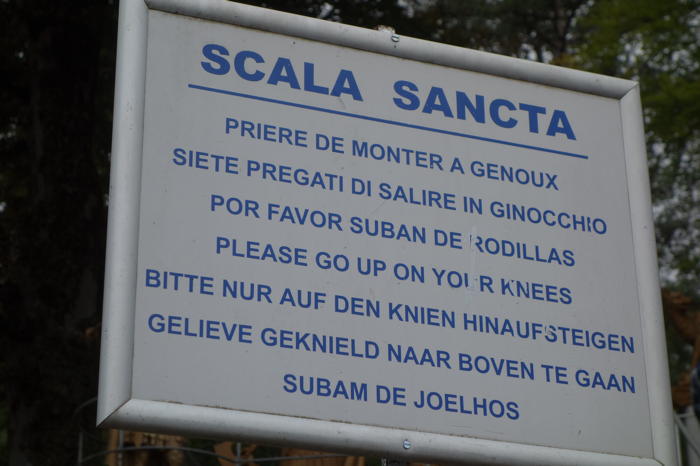 SCALA SANCTA
PRIERE DE MONTER A GENOUX
SIETE PREGATI DI SALIRE IN GINOCCHIO
POR FAVOR SUBAN DE RODILLAS
PLEASE GO UP ON YOUR KNEES
BITTE NUR AUF DEN KNIEN HINAUFSTEIGEN
GELIEVE GEKNIELD NAAR BOVEN TE GAAN
SUBAM DE JOELHOS